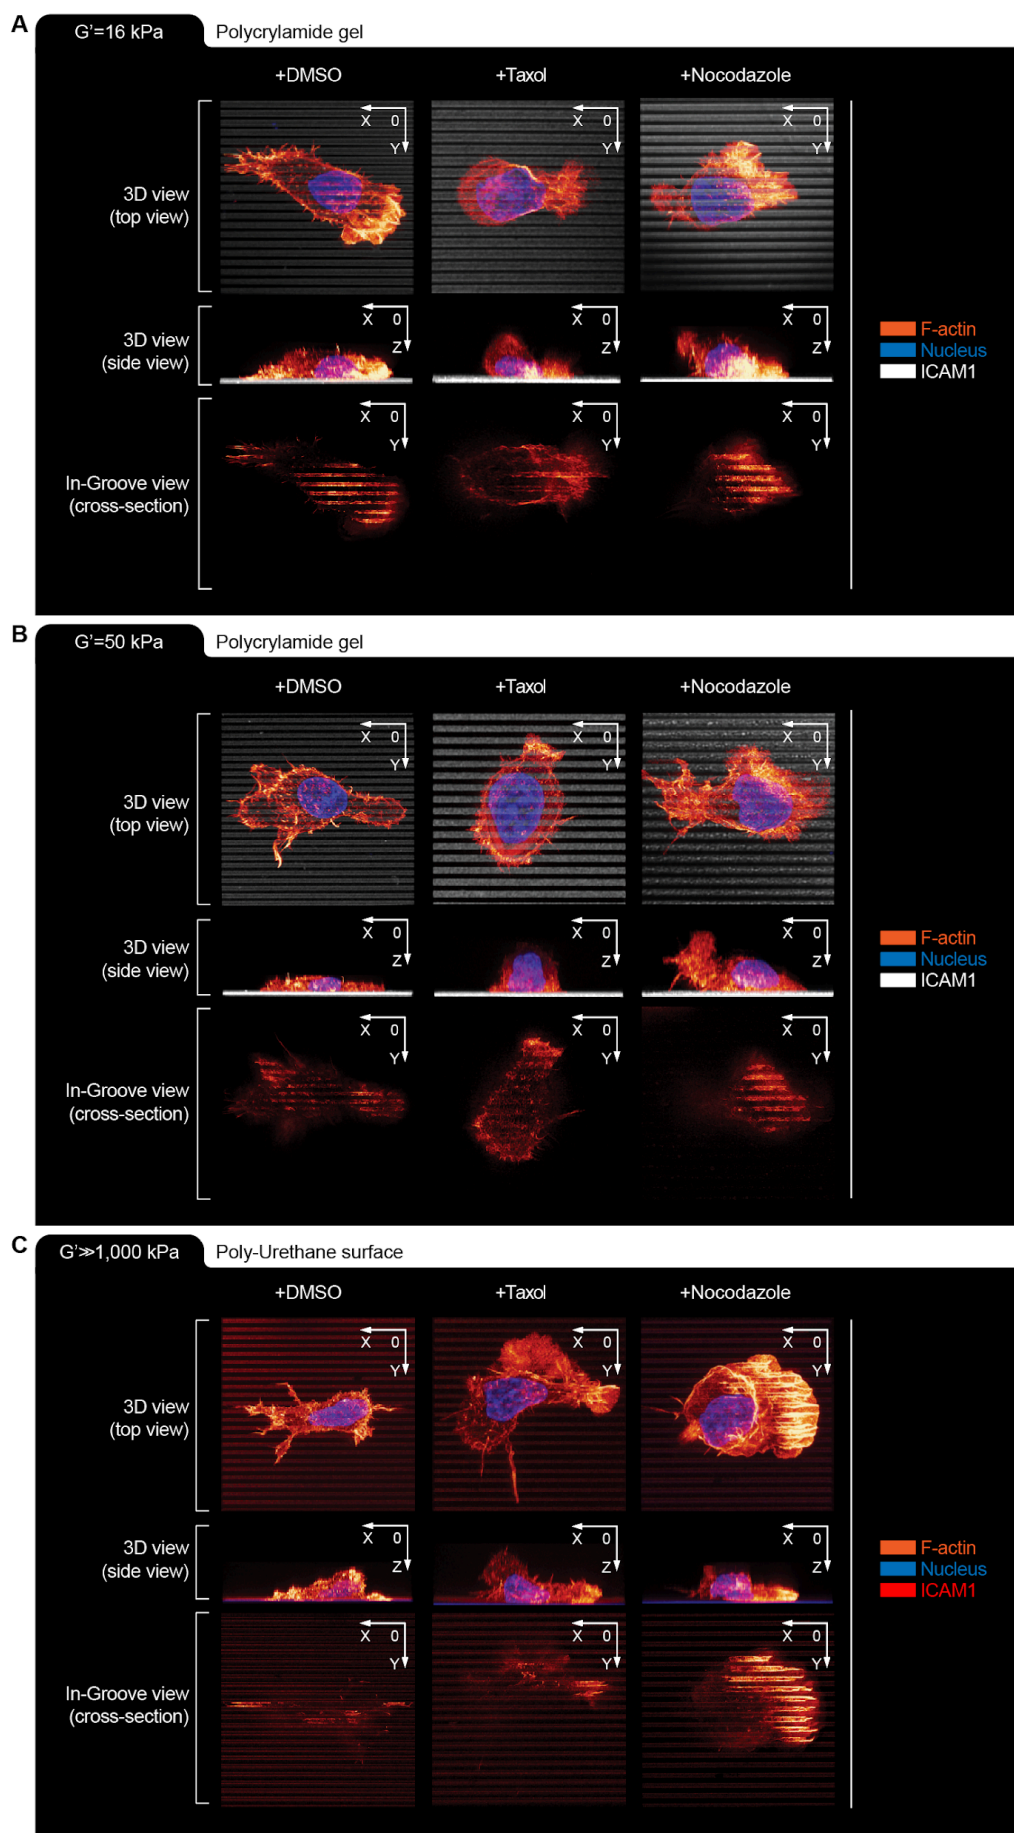 A
G'=16 kPa
Polycrylamide gel
+DMSO
+Taxol
+Nocodazole
3D view
(top view)
X 0
Y
X 0
Y
X 0
Y
3D view
(side view)
X 0
Z
X 0
Z
X 0
Z
F-actin
Nucleus
ICAM1
In-Groove view
(cross-section)
X 0
Y
X 0
Y
X 0
Y
B
G'=50 kPa
Polycrylamide gel
+DMSO
+Taxol
+Nocodazole
3D view
(top view)
X 0
Y
X 0
Y
X 0
Y
3D view
(side view)
X 0
Z
X 0
Z
X 0
Z
F-actin
Nucleus
ICAM1
In-Groove view
(cross-section)
X 0
Y
X 0
Y
X 0
Y
C
G'≫1,000 kPa
Poly-Urethane surface
+DMSO
+Taxol
+Nocodazole
3D view
(top view)
X 0
Y
X 0
Y
X 0
Y
3D view
(side view)
X 0
Z
X 0
Z
X 0
Z
F-actin
Nucleus
ICAM1
In-Groove view
(cross-section)
X 0
Y
X 0
Y
X 0
Y